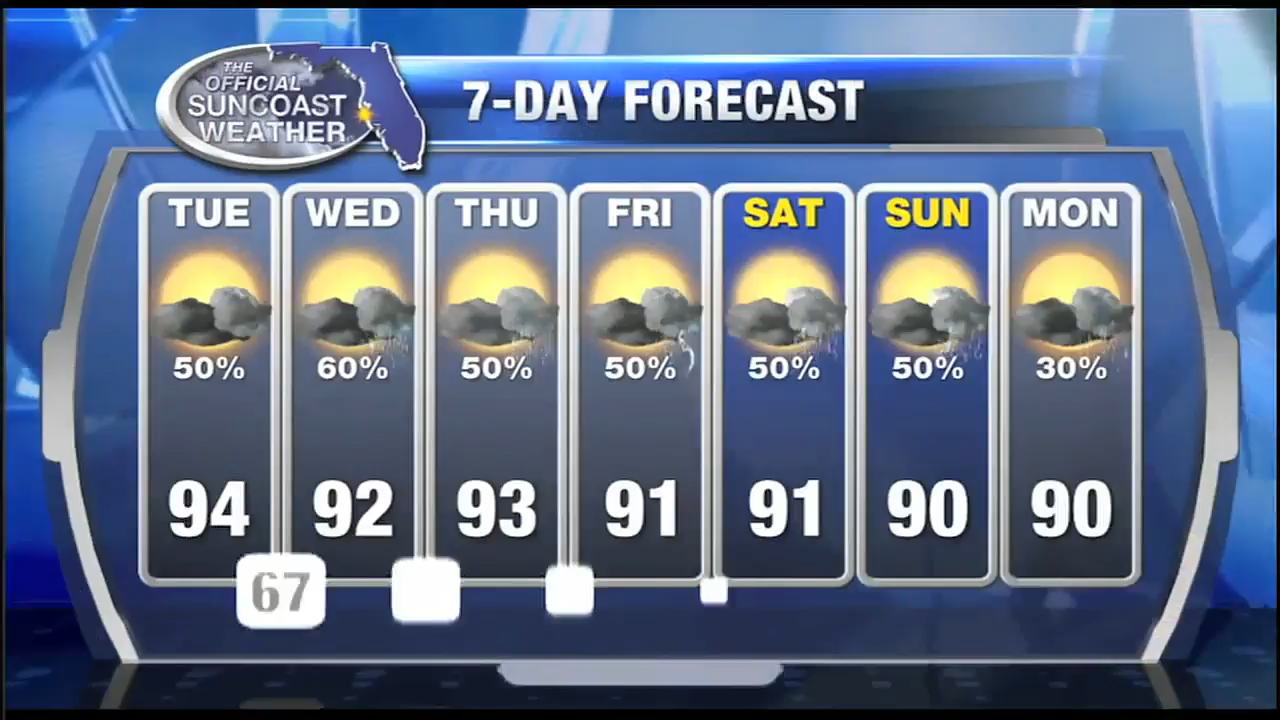 THE
OFFICIAL
SUNCOAST
WEATHER
7-DAY FORECAST
TUE WED THU FRI SAT SUN MON
50% 60% 50% 50% 50% 50% 30%
94 92 93 91 91 90 90
67